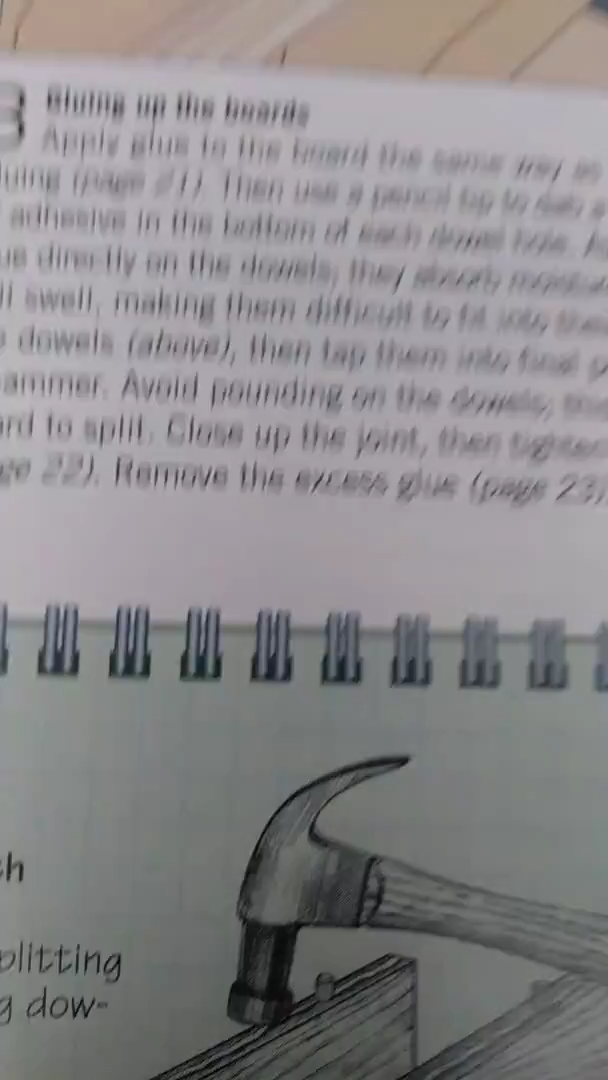 3 Gluing up the boards
Apply glue to the board the same way as
luing (page 21). Then use a pencil tip to dab a
adhesive in the bottom of each dowel hole.
ue directly on the dowels; they absorb moistu
ll swell, making them difficult to fit into the
dowels (above), then tap them into final
ammer. Avoid pounding on the dowels;
ard to split. Close up the joint, then tighten
ge 22). Remove the excess glue (page 23)
h
plitting
g dow-